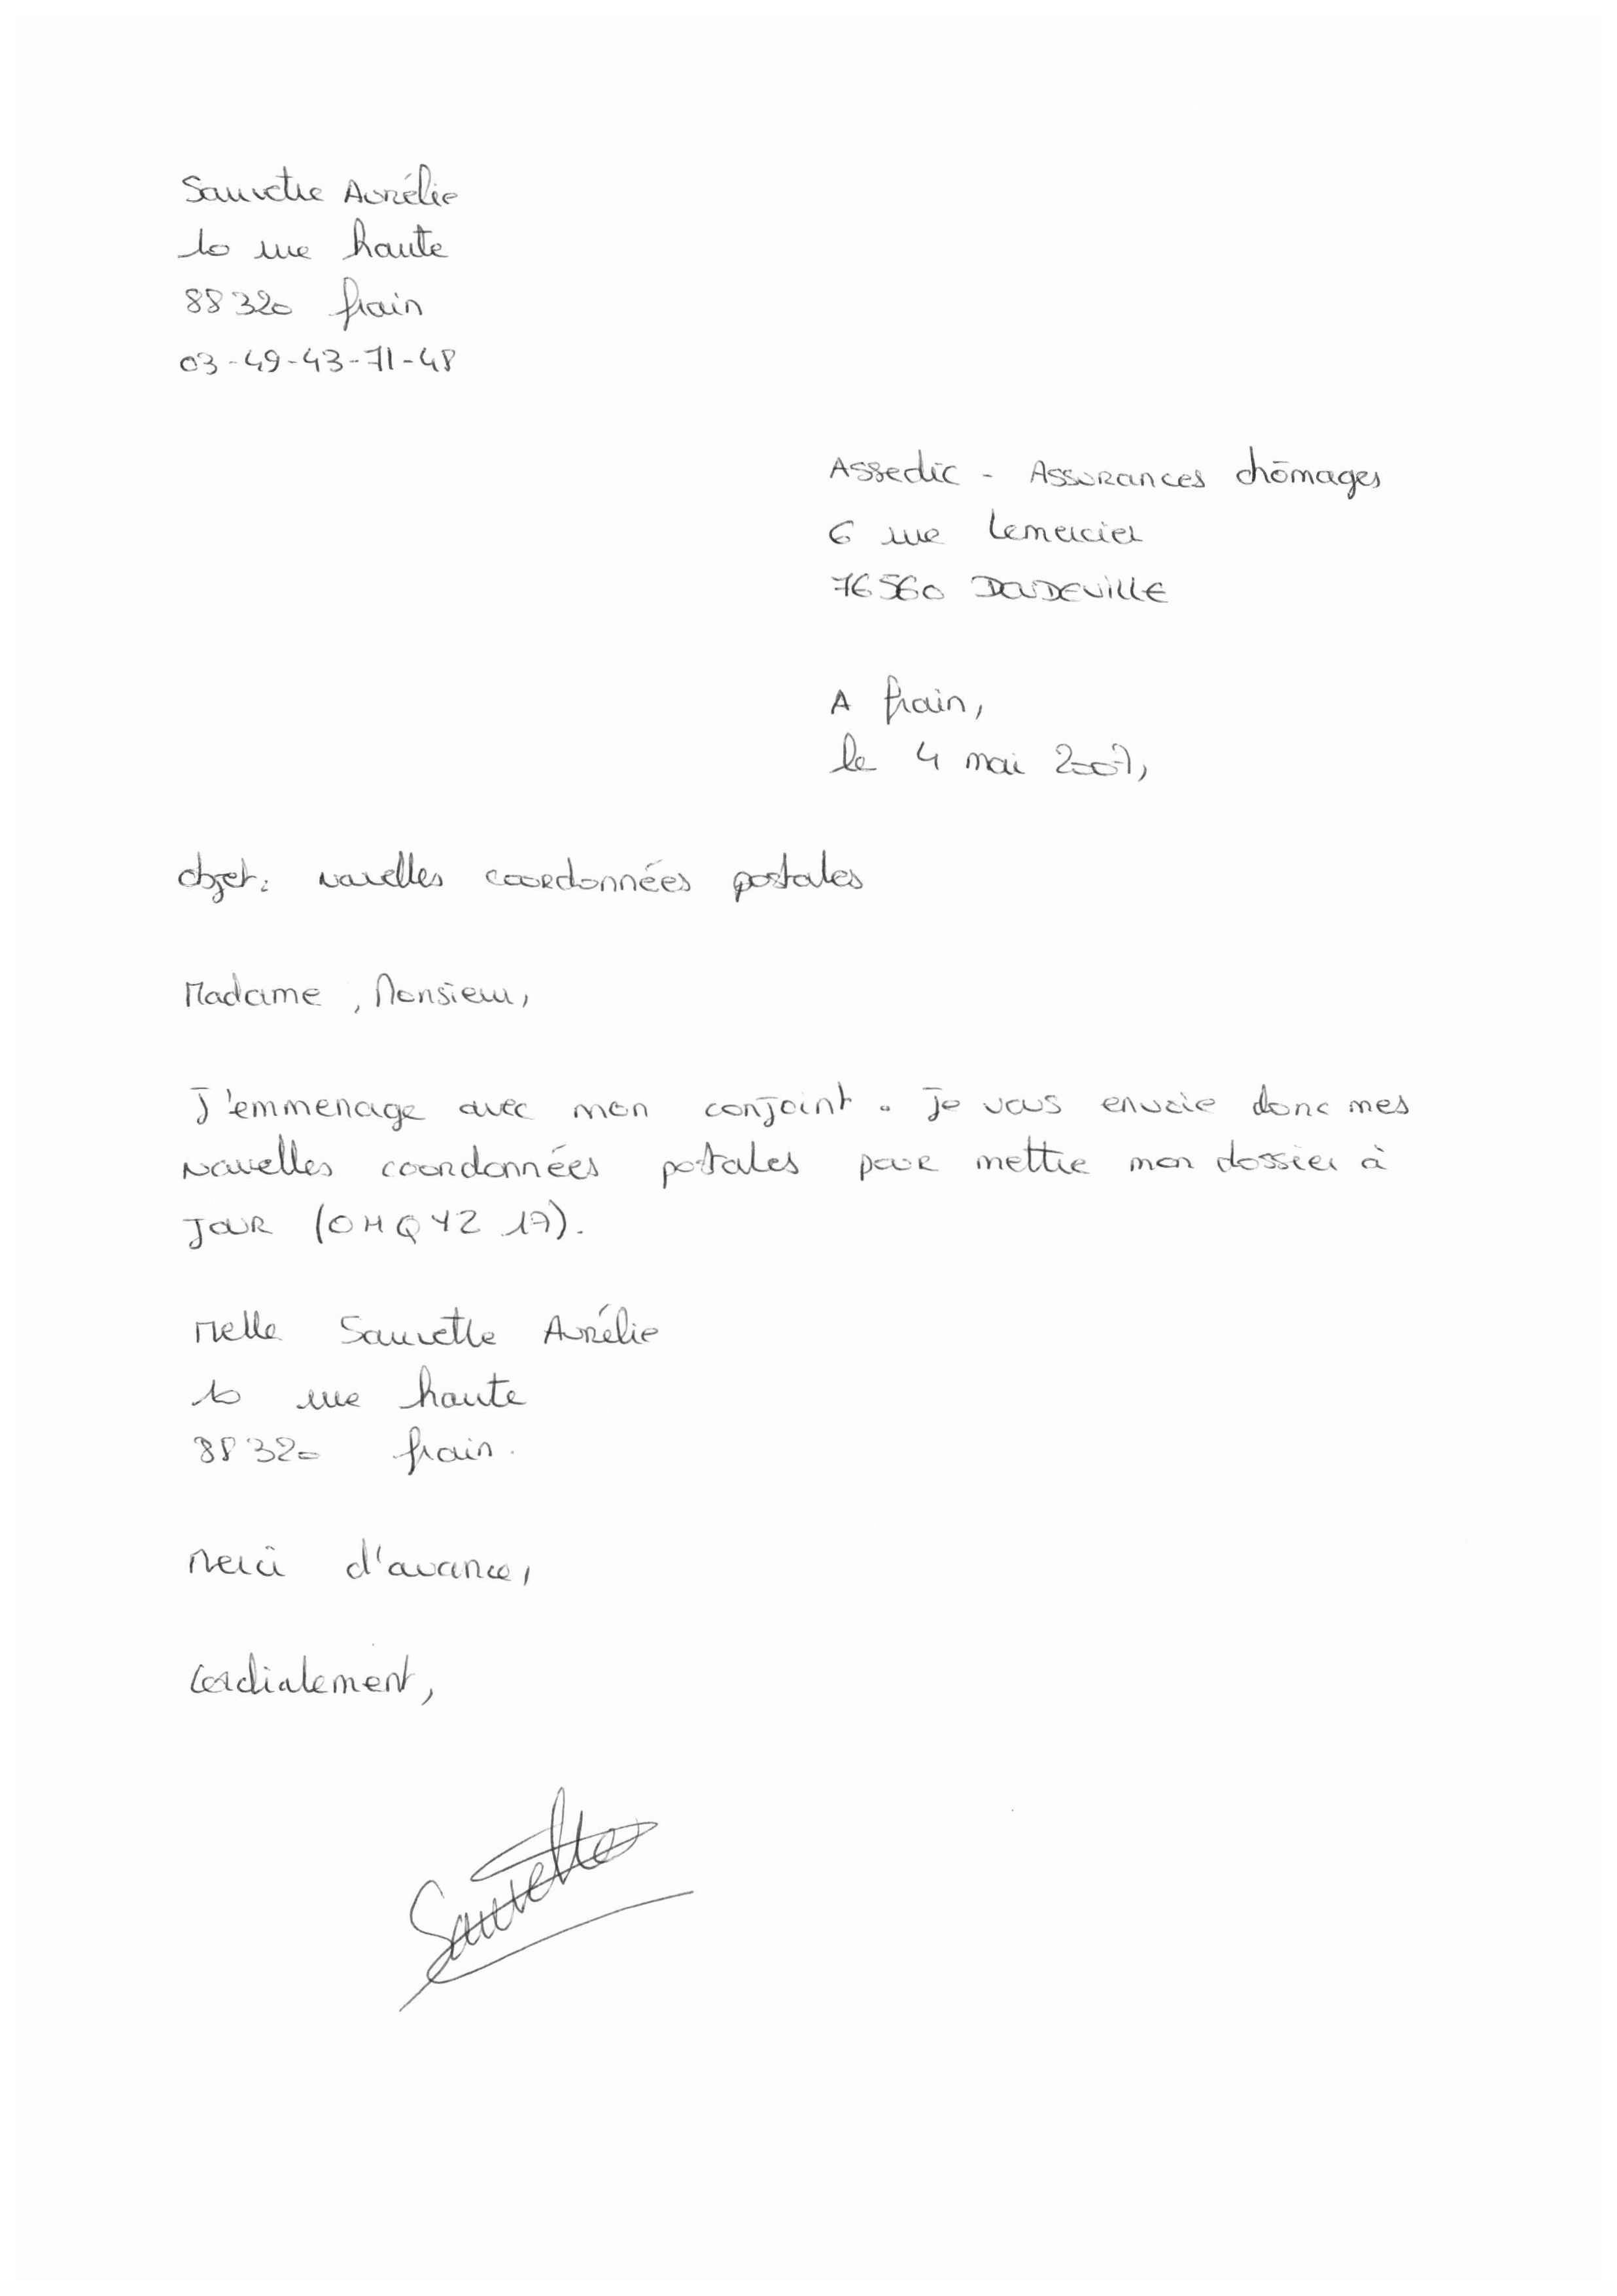 Sauvetre Aurélie
10 rue haute
88320 frain
03-49-43-71-48
Assedic - Assurances chômages
6 rue Lemercier
76560 DOUDEVILLE
A frain,
le 4 mai 2007,
objet: nouvelles coordonnées postales
Madame, Monsieur,
J'emmenage avec mon conjoint. Je vous envoie donc mes
nouvelles coordonnées postales pour mettre mon dossier à
jour (OHQYZ 17).
Melle Sauvetre Aurélie
10 rue haute
88320 frain.
Merci d'avance,
Cordialement,